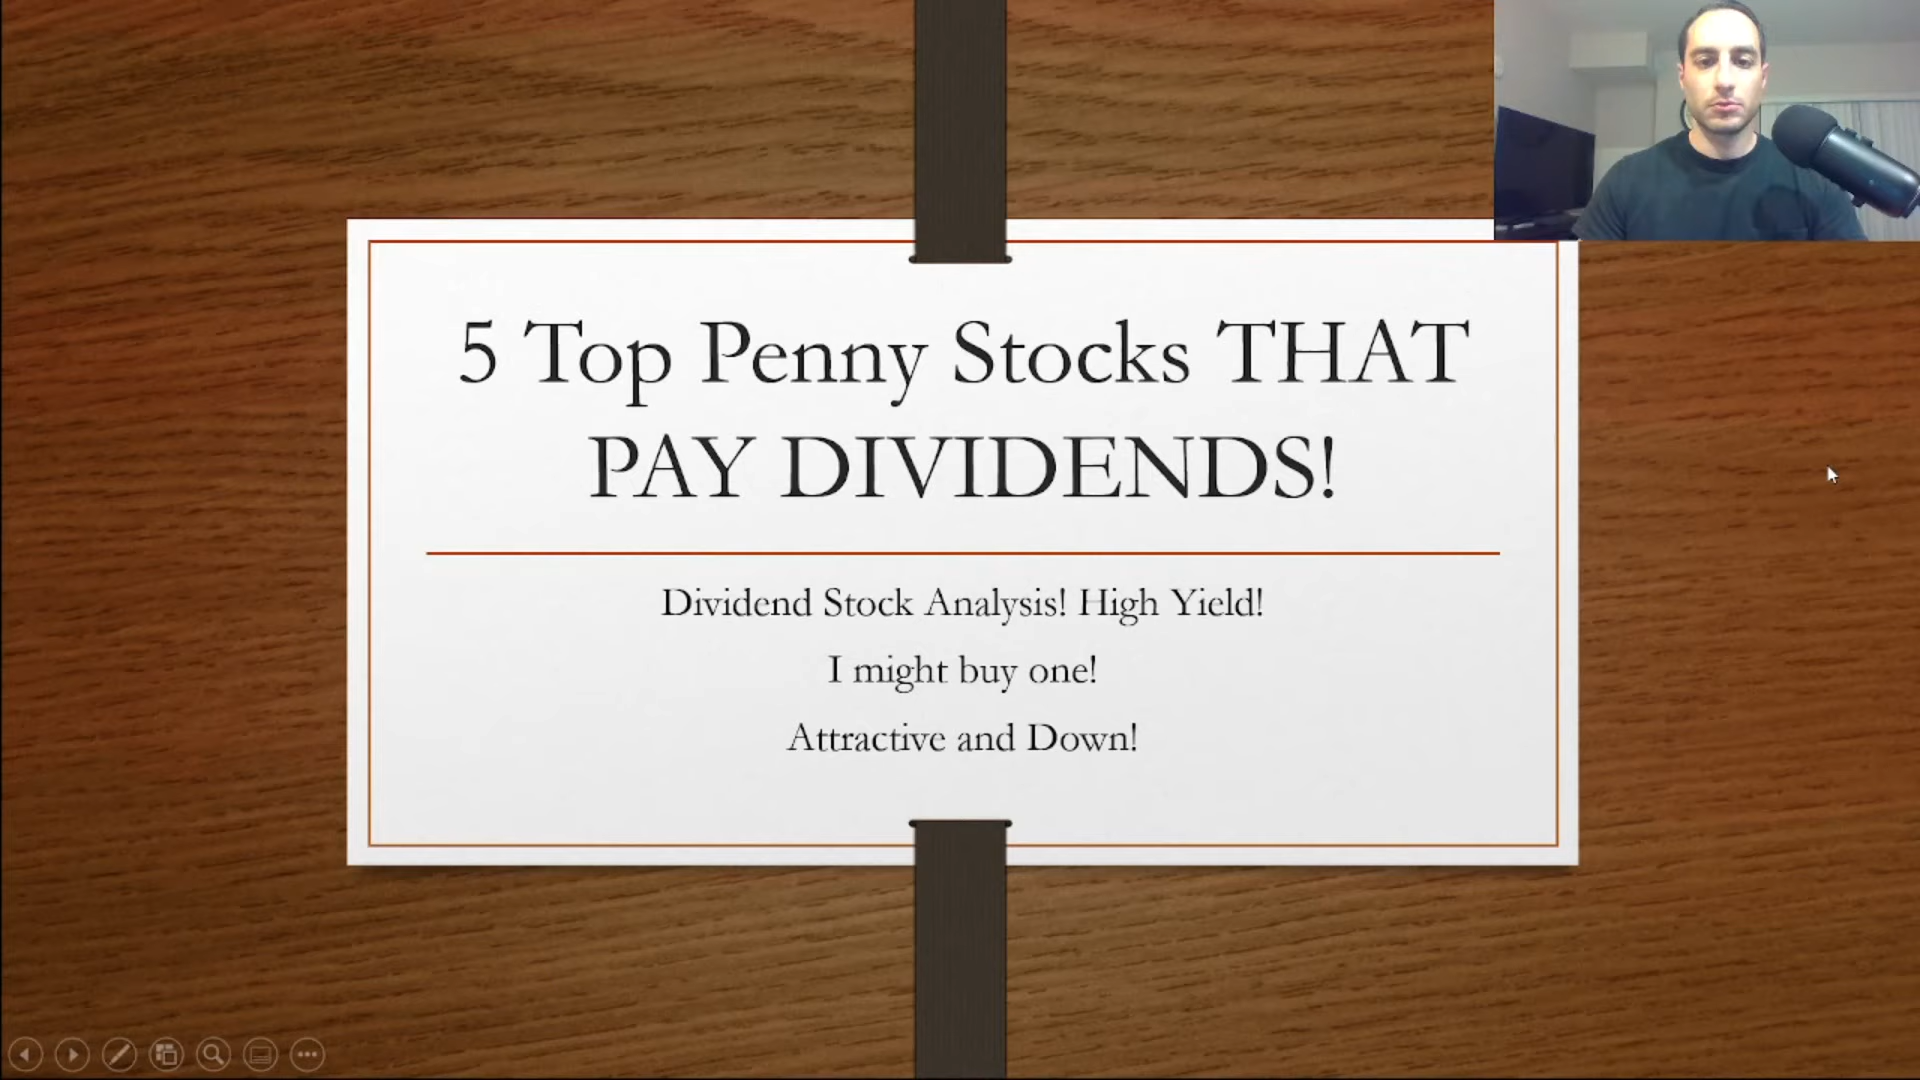 5 Top Penny Stocks THAT
PAY DIVIDENDS!
Dividend Stock Analysis! High Yield!
I might buy one!
Attractive and Down!